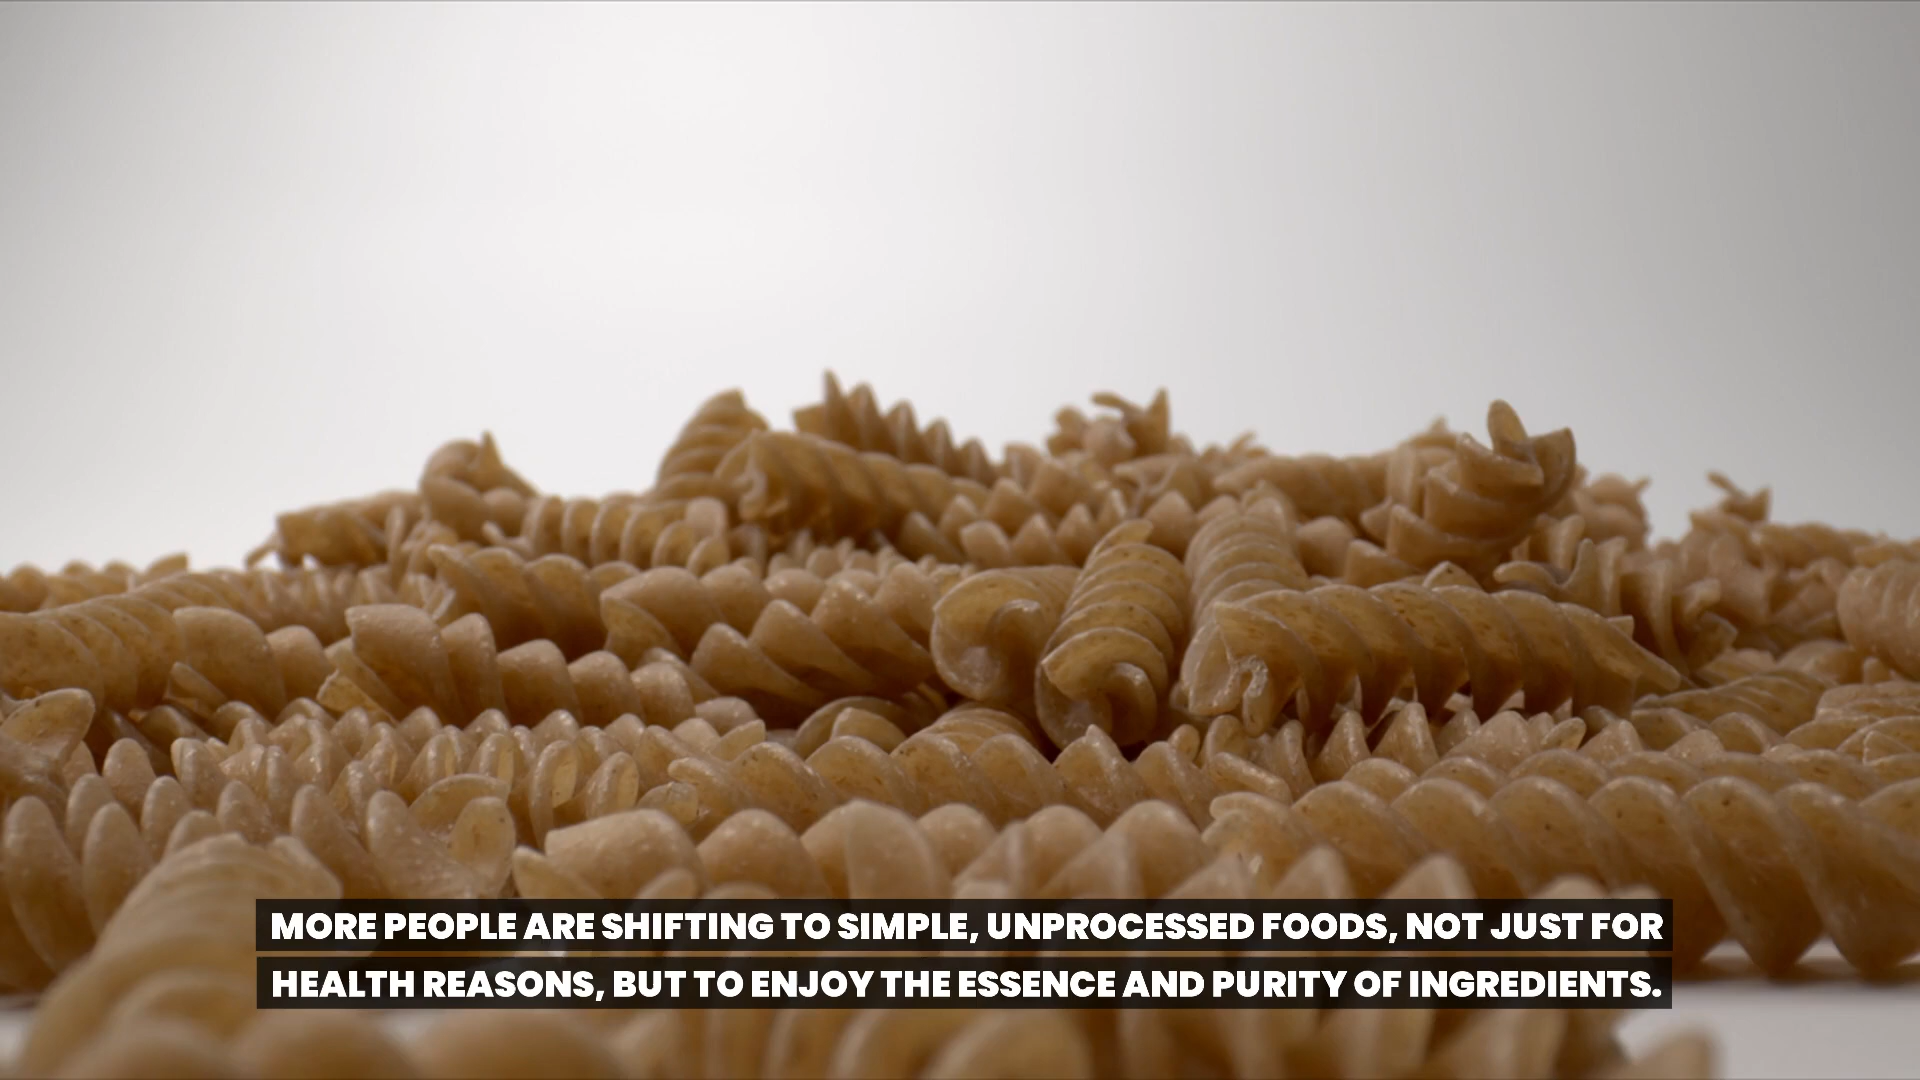 MORE PEOPLE ARE SHIFTING TO SIMPLE, UNPROCESSED FOODS, NOT JUST FOR
HEALTH REASONS, BUT TO ENJOY THE ESSENCE AND PURITY OF INGREDIENTS.